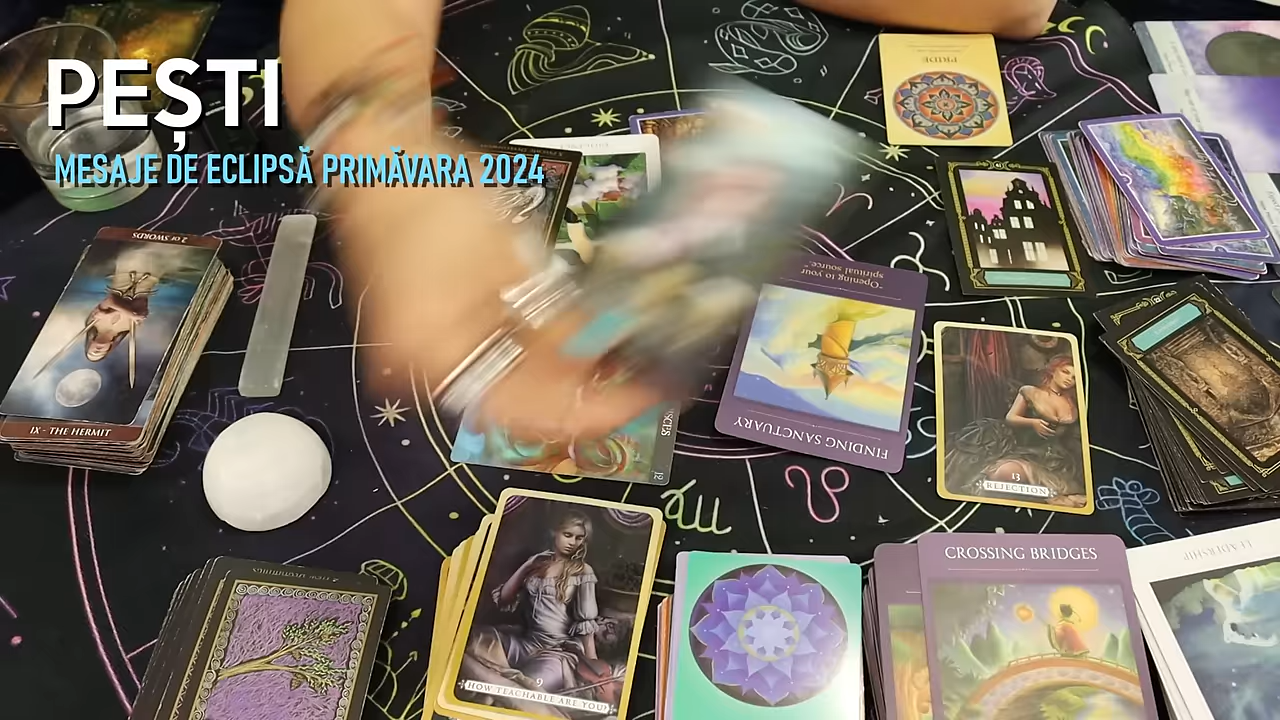 PEȘTI
MESAJE DE ECLIPSĂ PRIMĂVARA 2024
PRIDE
2 OF SWORDS
IX - THE HERMIT
"Opening to your
spiritual source."
FINDING SANCTUARY
13
REJECTION
CROSSING BRIDGES
LEADERSHIP
9
HOW TEACHABLE ARE YOU?